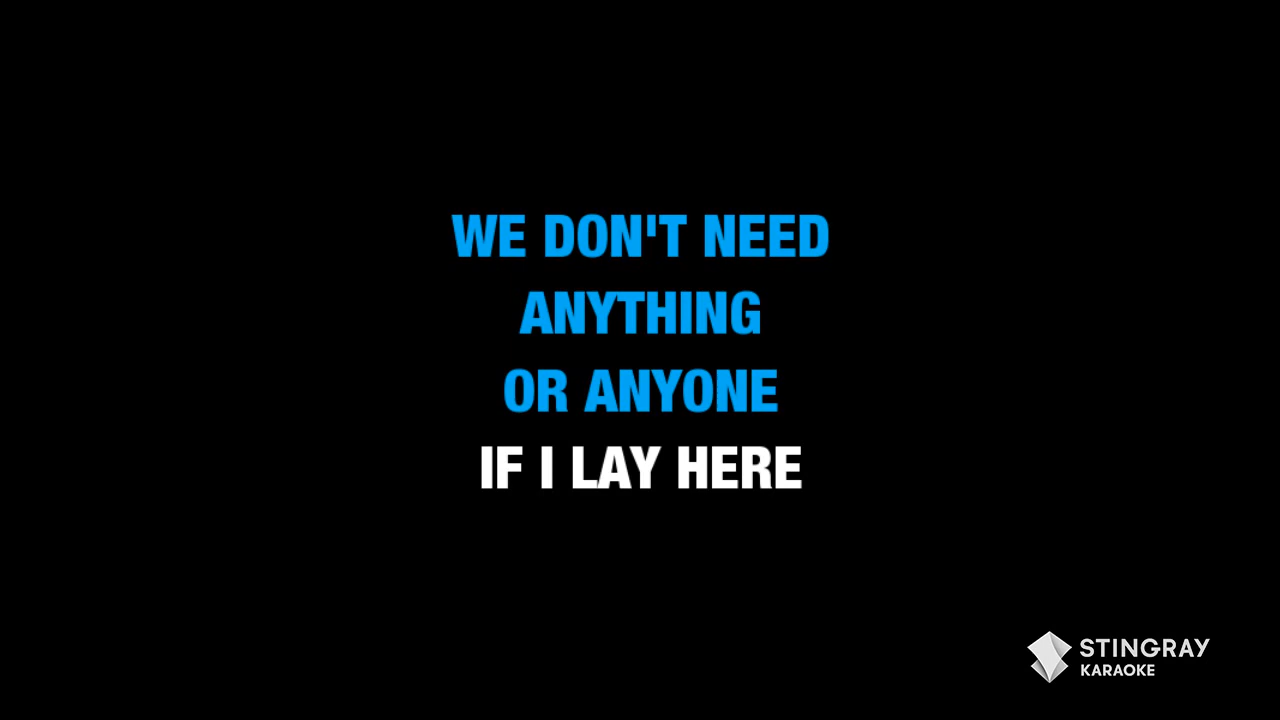 WE DON'T NEED
ANYTHING
OR ANYONE
IF I LAY HERE
STINGRAY
KARAOKE